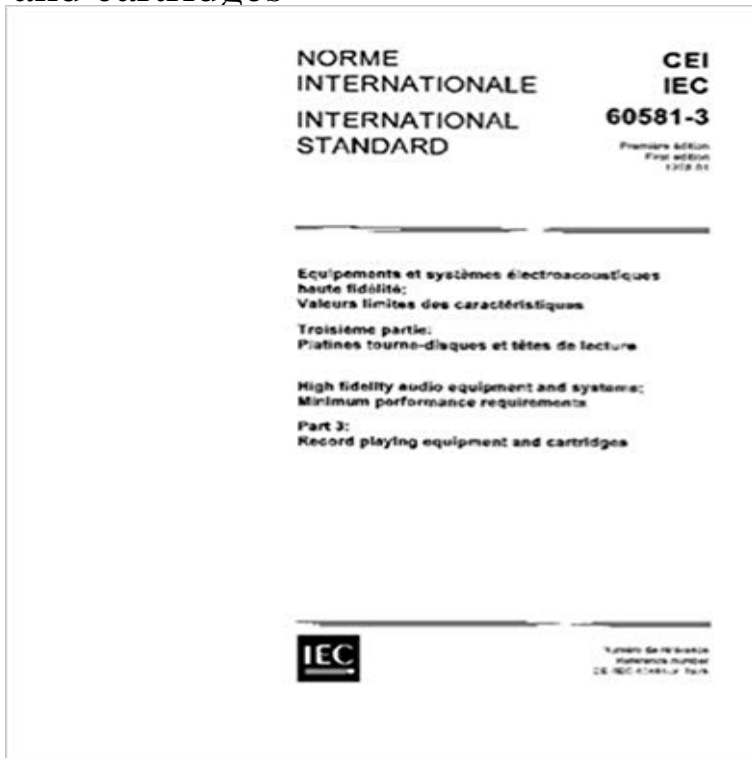 and cartridges
NORME
INTERNATIONALE
INTERNATIONAL
STANDARD
CEI
IEC
60581-3
Première édition
First edition
Equipements et systèmes électroacoustiques
haute fidélité;
Valeurs limites des caractéristiques
Troisième partie:
Platines tourne-disques et têtes de lecture
High fidelity audio equipment and systems;
Minimum performance requirements
Part 3:
Record playing equipment and cartridges
IEC
Numéro de référence
Reference number